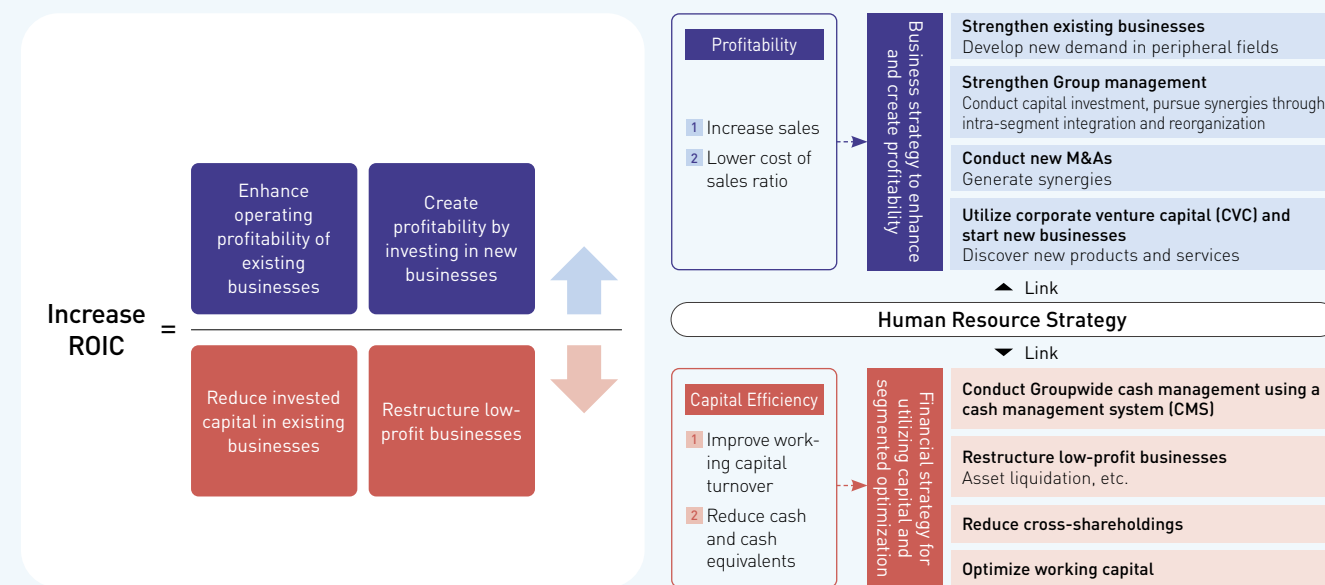 Increase
ROIC
=
Enhance
operating
profitability of
existing
businesses
Create
profitability by
investing in new
businesses
Reduce invested
capital in existing
businesses
Restructure low-
profit businesses
Profitability
1 Increase sales
2 Lower cost of
sales ratio
Business strategy to enhance
and create profitability
Strengthen existing businesses
Develop new demand in peripheral fields
Strengthen Group management
Conduct capital investment, pursue synergies through
intra-segment integration and reorganization
Conduct new M&As
Generate synergies
Utilize corporate venture capital (CVC) and
start new businesses
Discover new products and services
Link
Human Resource Strategy
Link
Capital Efficiency
1 Improve work-
ing capital
turnover
2 Reduce cash
and cash
equivalents
Financial strategy for
utilizing capital and
segmented optimization
Conduct Groupwide cash management using a
cash management system (CMS)
Restructure low-profit businesses
Asset liquidation, etc.
Reduce cross-shareholdings
Optimize working capital